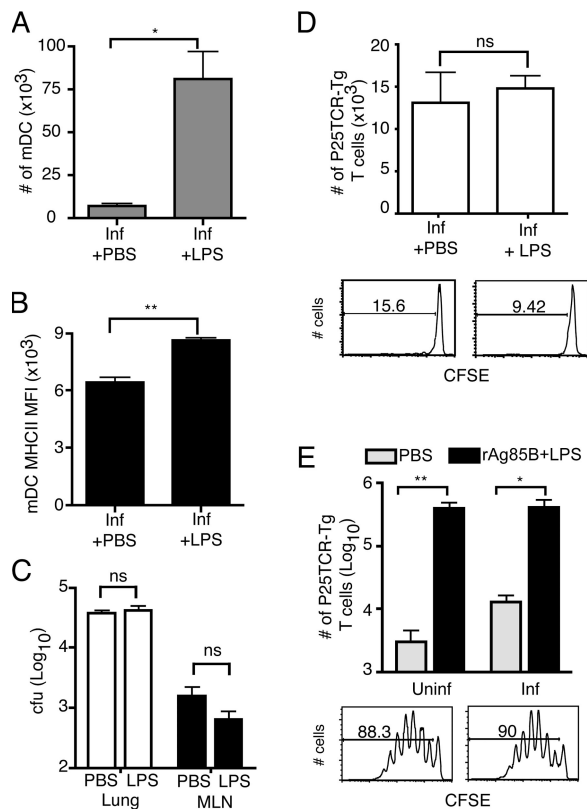 A
*
# of mDC (x10³)
100
75
50
25
0
Inf +PBS
Inf +LPS
B
**
mDC MHCII MFI (x10³)
9
6
3
0
Inf +PBS
Inf +LPS
C
ns
ns
cfu (Log₁₀)
5
4
3
2
PBS LPS PBS LPS
Lung MLN
D
ns
# of P25TCR-Tg
T cells (x10³)
20
15
10
5
0
Inf +PBS
Inf + LPS
# cells
15.6
9.42
CFSE
E
PBS
rAg85B+LPS
**
*
# of P25TCR-Tg
T cells (Log₁₀)
6
5
4
3
Uninf
Inf
# cells
88.3
90
CFSE